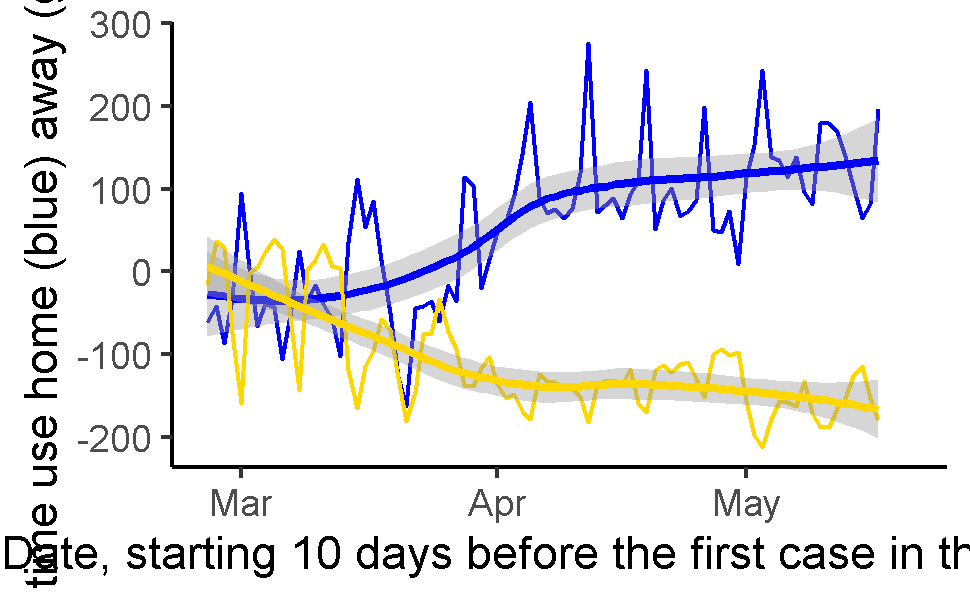 time use home (blue) away (
300
200
100
0
-100
-200
Mar Apr May
Date, starting 10 days before the first case in th